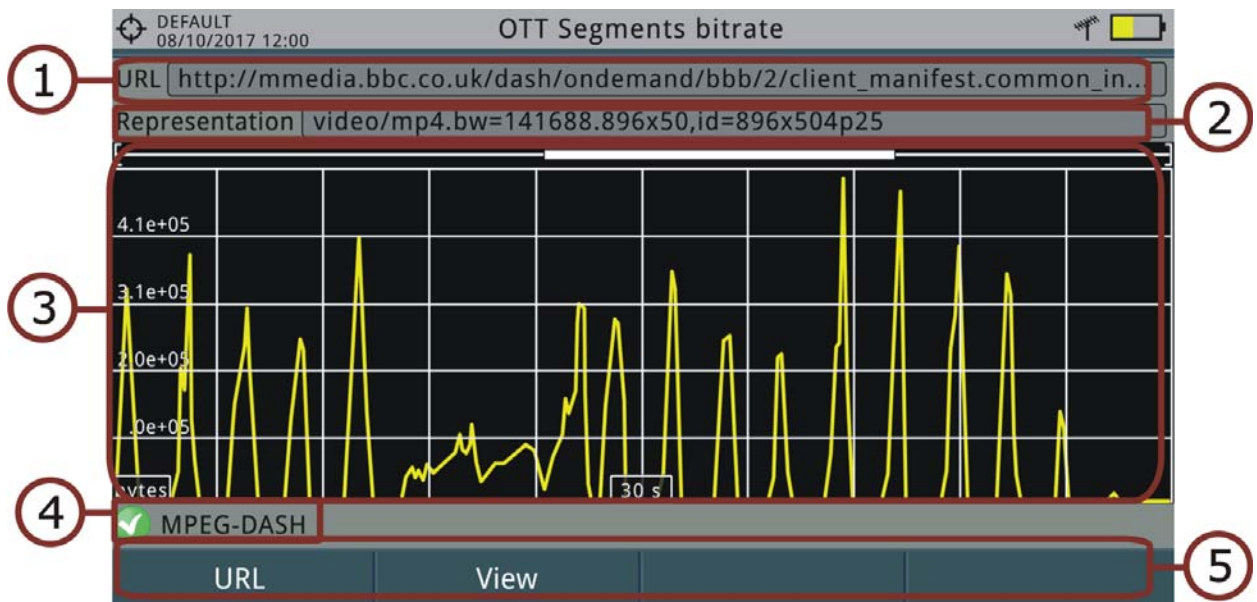 DEFAULT
08/10/2017 12:00
OTT Segments bitrate
1
URL http://mmedia.bbc.co.uk/dash/ondemand/bbb/2/client_manifest.common_in...
2
Representation video/mp4.bw=141688.896x50,id=896x504p25
4.1e+05
3
3.1e+05
2.0e+05
.0e+05
bytes
30 s
4
MPEG-DASH
5
URL
View